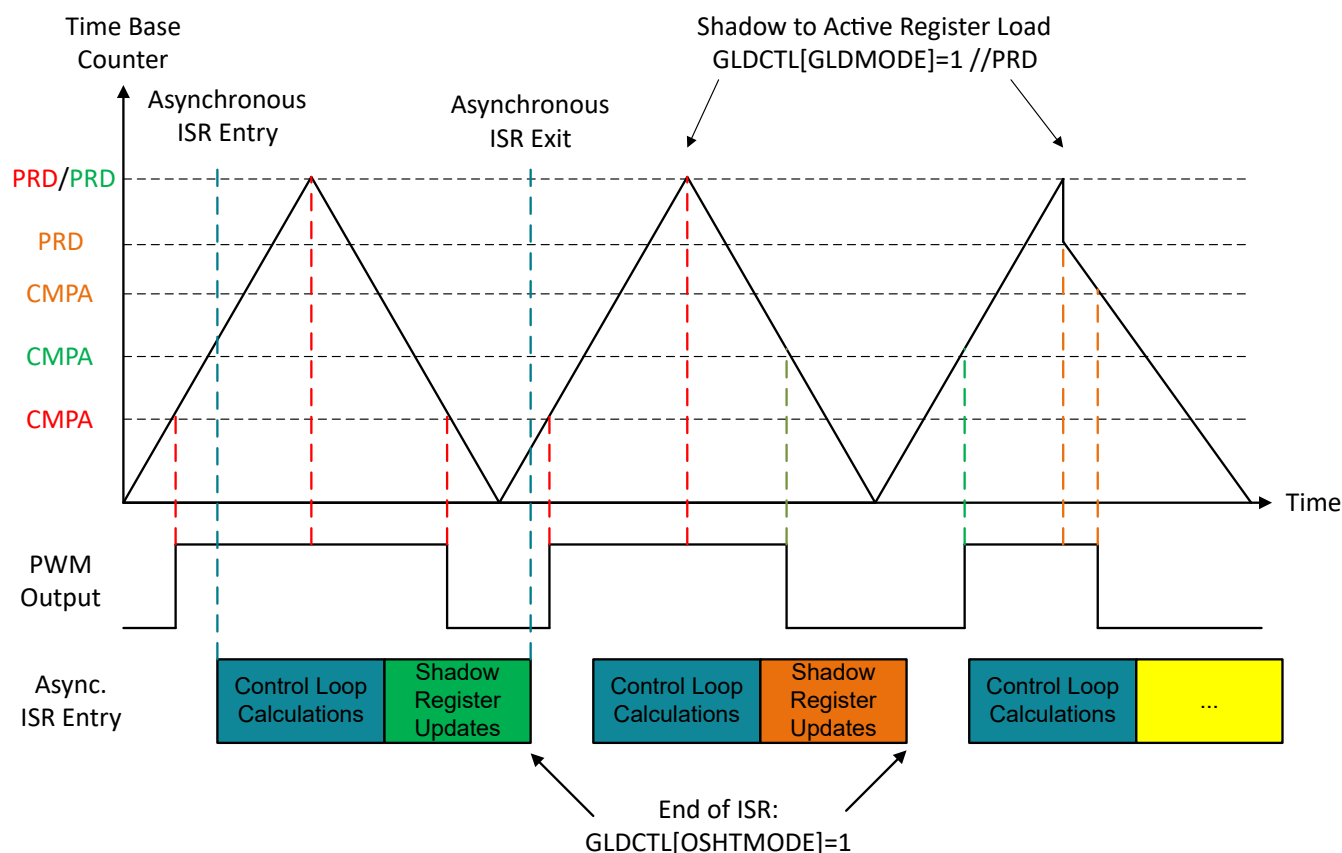 Time Base
Counter
Shadow to Active Register Load
GLDCTL[GLDMODE]=1 //PRD
Asynchronous
ISR Entry
Asynchronous
ISR Exit
PRD/PRD
PRD
CMPA
CMPA
CMPA
Time
PWM
Output
Async.
ISR Entry
Control Loop
Calculations
Shadow
Register
Updates
Control Loop
Calculations
Shadow
Register
Updates
Control Loop
Calculations
...
End of ISR:
GLDCTL[OSHTMODE]=1